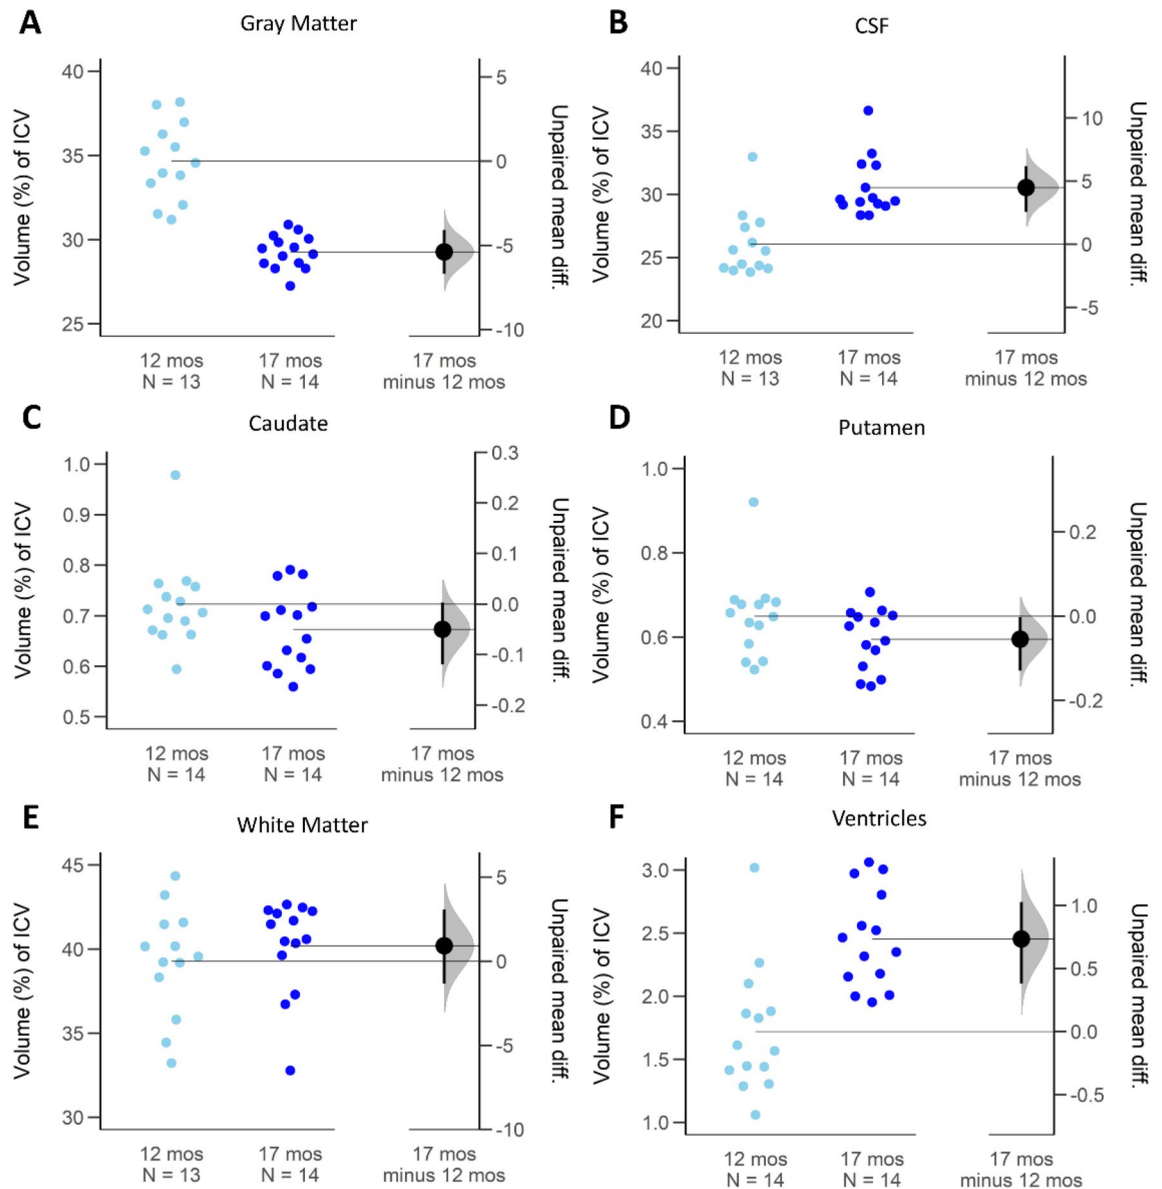 A
Gray Matter
Volume (%) of ICV
40
35
30
25
5
0
-5
-10
Unpaired mean diff.
12 mos
N = 13
17 mos
N = 14
17 mos
minus 12 mos
B
CSF
Volume (%) of ICV
40
35
30
25
20
10
5
0
-5
Unpaired mean diff.
12 mos
N = 13
17 mos
N = 14
17 mos
minus 12 mos
C
Caudate
Volume (%) of ICV
1.0
0.9
0.8
0.7
0.6
0.5
0.3
0.2
0.1
0.0
-0.1
-0.2
Unpaired mean diff.
12 mos
N = 14
17 mos
N = 14
17 mos
minus 12 mos
D
Putamen
Volume (%) of ICV
1.0
0.8
0.6
0.4
0.2
0.0
-0.2
Unpaired mean diff.
12 mos
N = 14
17 mos
N = 14
17 mos
minus 12 mos
E
White Matter
Volume (%) of ICV
45
40
35
30
5
0
-5
-10
Unpaired mean diff.
12 mos
N = 13
17 mos
N = 14
17 mos
minus 12 mos
F
Ventricles
Volume (%) of ICV
3.0
2.5
2.0
1.5
1.0
1.0
0.5
0.0
-0.5
Unpaired mean diff.
12 mos
N = 14
17 mos
N = 14
17 mos
minus 12 mos